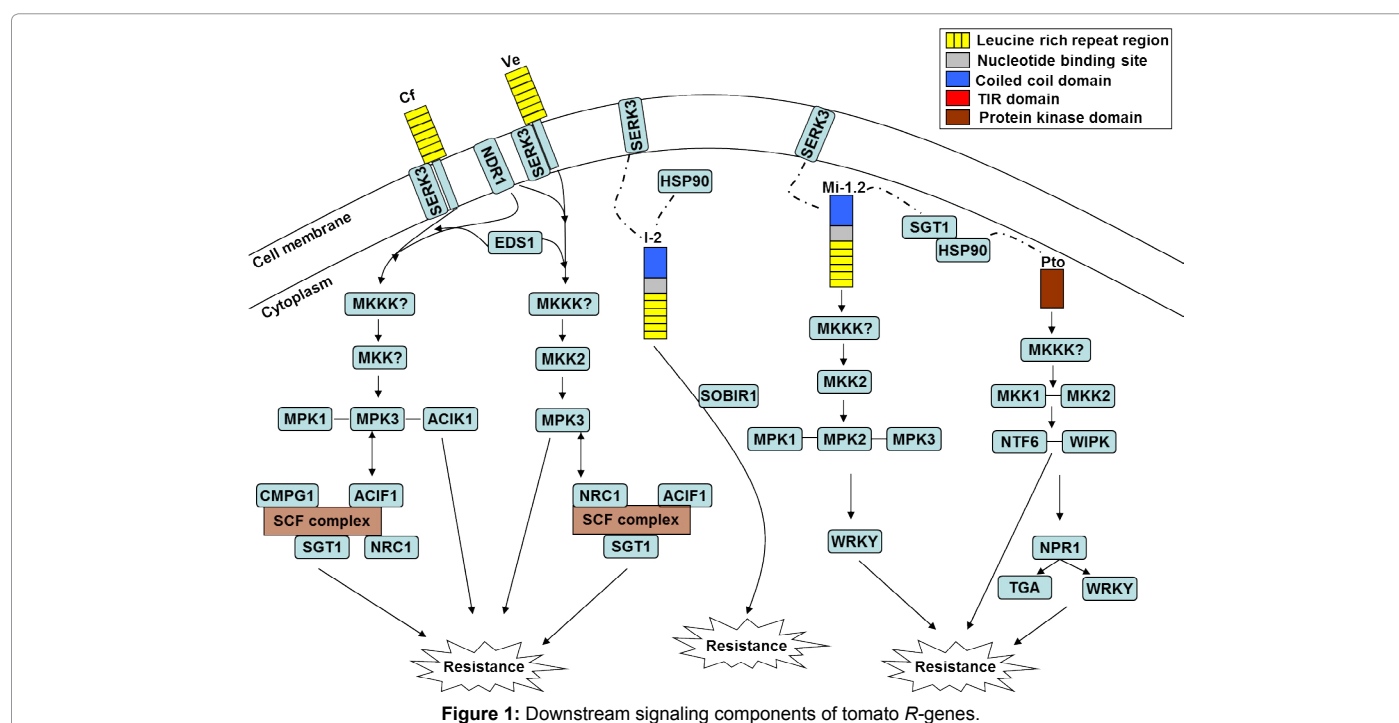 Leucine rich repeat region
Nucleotide binding site
Coiled coil domain
TIR domain
Protein kinase domain
Ve
Cf
SERK3
NDR1
SERK3
SERK3
SERK3
HSP90
Mi-1.2
SGT1
HSP90
EDS1
I-2
Pto
Cell membrane
Cytoplasm
MKKK?
MKKK?
MKKK?
MKKK?
MKK?
MKK2
MKK2
MKK1
MKK2
SOBIR1
MPK1
MPK3
ACIK1
MPK3
MPK1
MPK2
MPK3
NTF6
WIPK
CMPG1
ACIF1
SCF complex
SGT1
NRC1
NRC1
ACIF1
SCF complex
SGT1
WRKY
NPR1
TGA
WRKY
Resistance
Resistance
Resistance
Figure 1: Downstream signaling components of tomato R-genes.